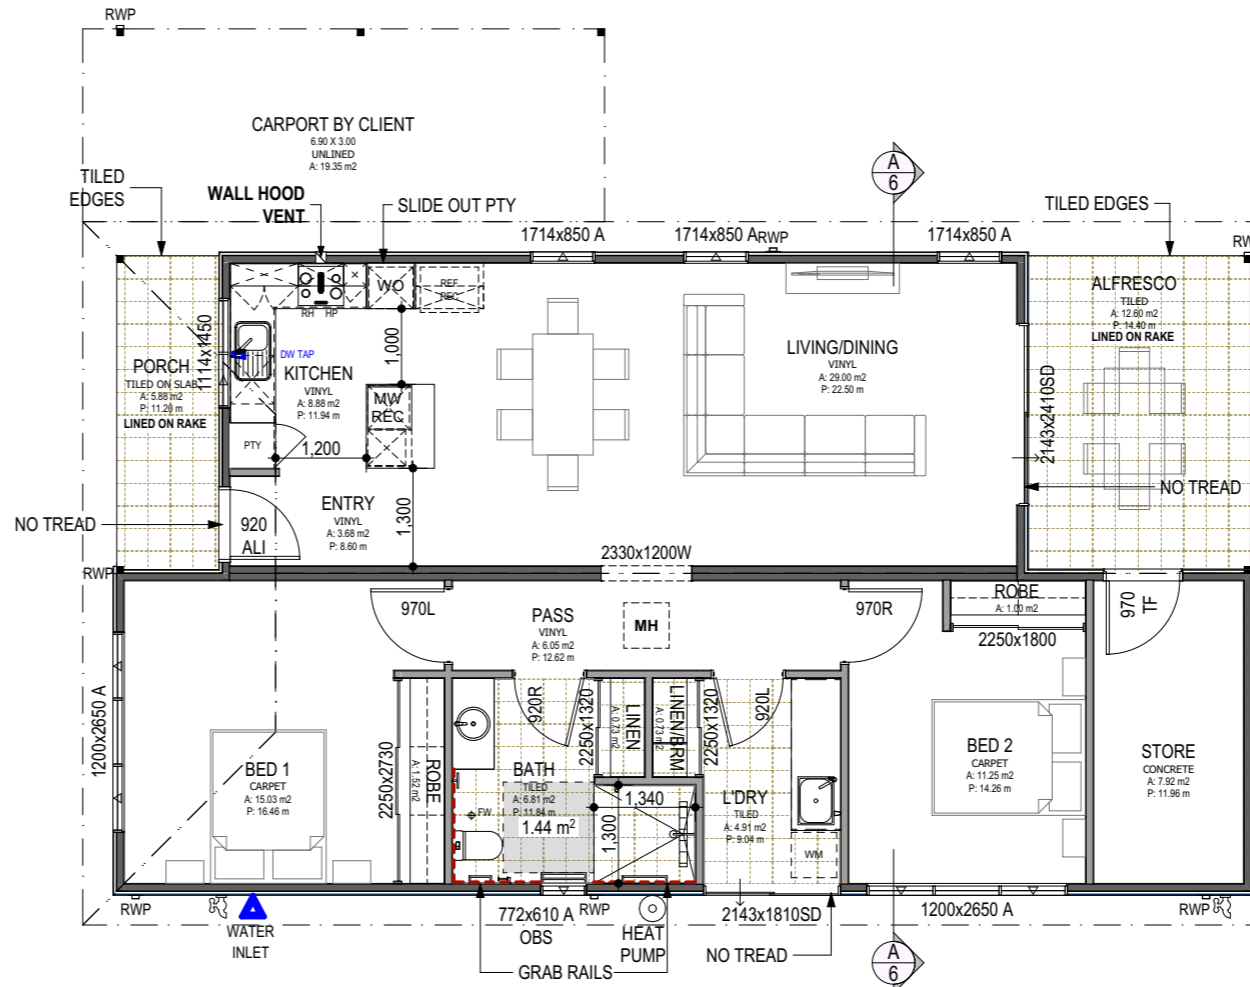 RWP
CARPORT BY CLIENT
6.90 X 3.00
UNLINED
A: 19.35 m2
A
6
TILED
EDGES
WALL HOOD
VENT
SLIDE OUT PTY
TILED EDGES
1714x850 A
1714x850 A
RWP
1714x850 A
RW
WO
REF
REC
RH
HP
ALFRESCO
TILED
A: 12.60 m2
P: 14.40 m
LINED ON RAKE
1114x1450
DW TAP
1,000
PORCH
TILED ON SLAB
A: 5.88 m2
P: 11.20 m
LINED ON RAKE
KITCHEN
VINYL
A: 8.88 m2
P: 11.94 m
LIVING/DINING
VINYL
A: 29.00 m2
P: 22.50 m
MW
REC
2143x2410SD
PTY
1,200
NO TREAD
ENTRY
VINYL
A: 3.68 m2
P: 8.60 m
1,300
NO TREAD
920
ALI
2330x1200W
RWP
970L
PASS
VINYL
A: 6.05 m2
P: 12.62 m
MH
970R
ROBE
A: 1.00 m2
2250x1800
970
TF
1200x2650 A
920R
2250x1320
LINEN
A: 0.73 m2
LINEN/BRM
A: 0.73 m2
2250x1320
920L
BED 1
CARPET
A: 15.03 m2
P: 16.46 m
2250x2730
A: 1.52 m2
ROBE
BATH
TILED
A: 6.81 m2
P: 11.84 m
1.44 m²
FW
1,340
1,300
L'DRY
TILED
A: 4.91 m2
P: 9.04 m
WM
BED 2
CARPET
A: 11.25 m2
P: 14.26 m
STORE
CONCRETE
A: 7.92 m2
P: 11.96 m
RWP
WATER
INLET
772x610 A
OBS
RWP
HEAT
PUMP
2143x1810SD
1200x2650 A
RWP
GRAB RAILS
NO TREAD
A
6